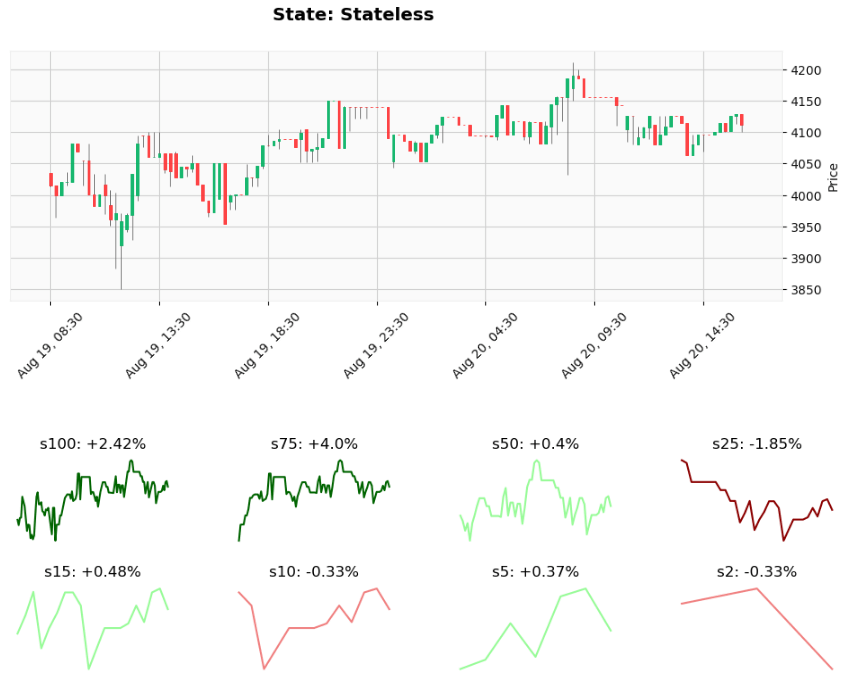 State: Stateless
4200
4150
4100
4050
4000
3950
3900
3850
Price
Aug 19, 08:30
Aug 19, 13:30
Aug 19, 18:30
Aug 19, 23:30
Aug 20, 04:30
Aug 20, 09:30
Aug 20, 14:30
s100: +2.42%
s75: +4.0%
s50: +0.4%
s25: -1.85%
s15: +0.48%
s10: -0.33%
s5: +0.37%
s2: -0.33%